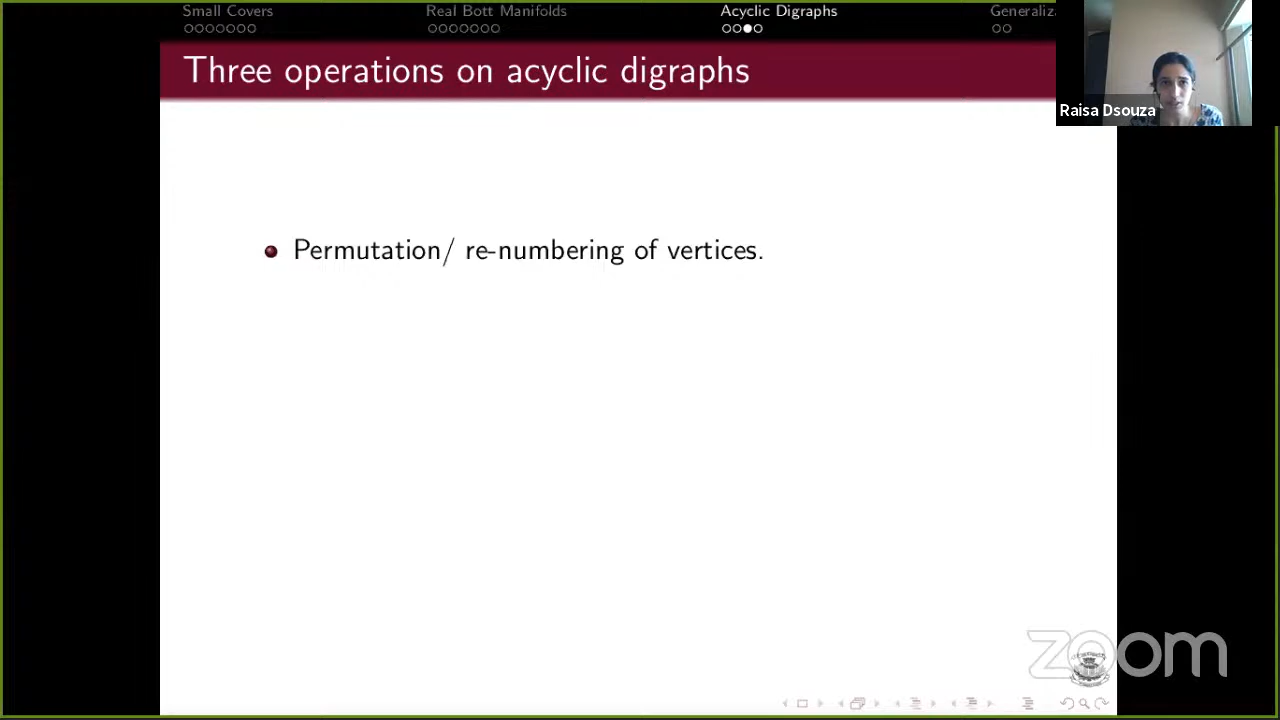 Small Covers Real Bott Manifolds Acyclic Digraphs Generaliza
Three operations on acyclic digraphs
Raisa Dsouza
Permutation/ re-numbering of vertices.
zoom